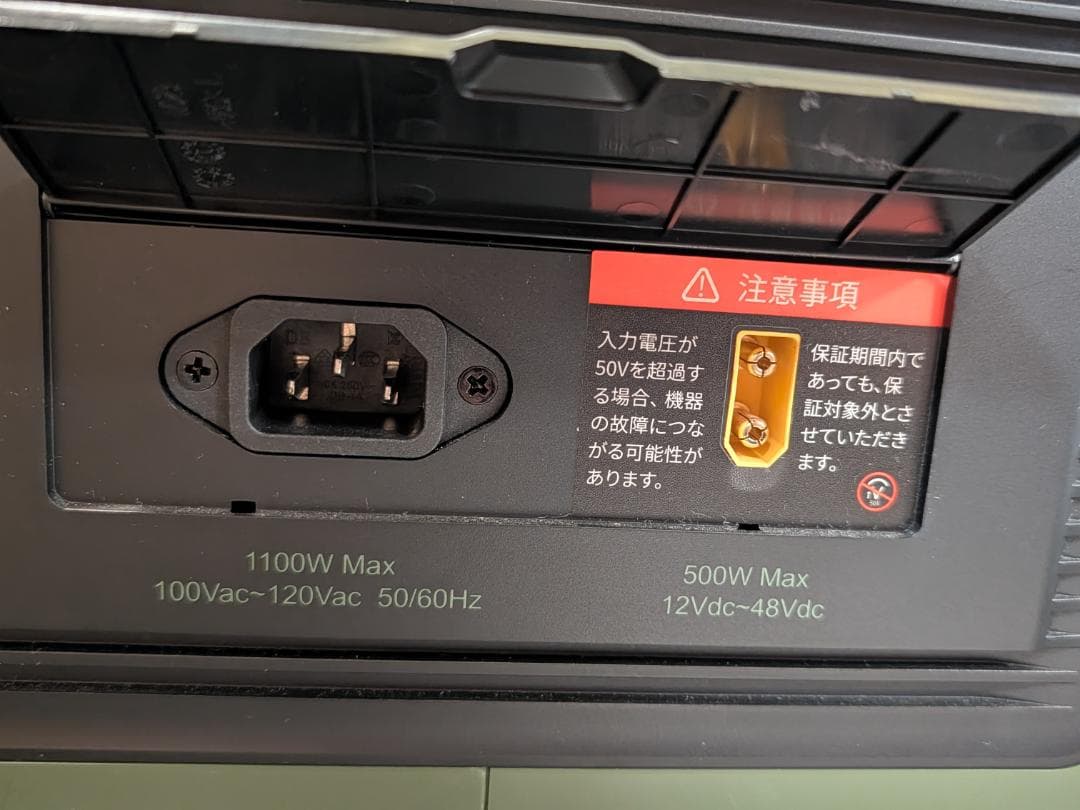 注意事項
入力電圧が
50Vを超過す
る場合、機器
の故障につな
がる可能性が
あります。
保証期間内で
あっても、保
証対象外とさ
せていただき
ます。
1100W Max
100Vac~120Vac 50/60Hz
500W Max
12Vdc~48Vdc